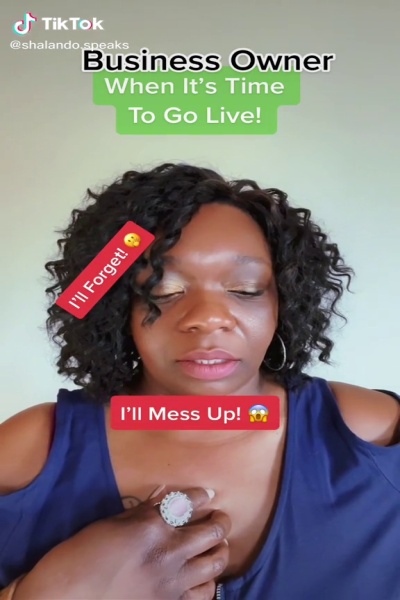 TikTok
@shalando.speaks
Business Owner
When It's Time
To Go Live!
I'll Forget! 🫣
I'll Mess Up! 😱